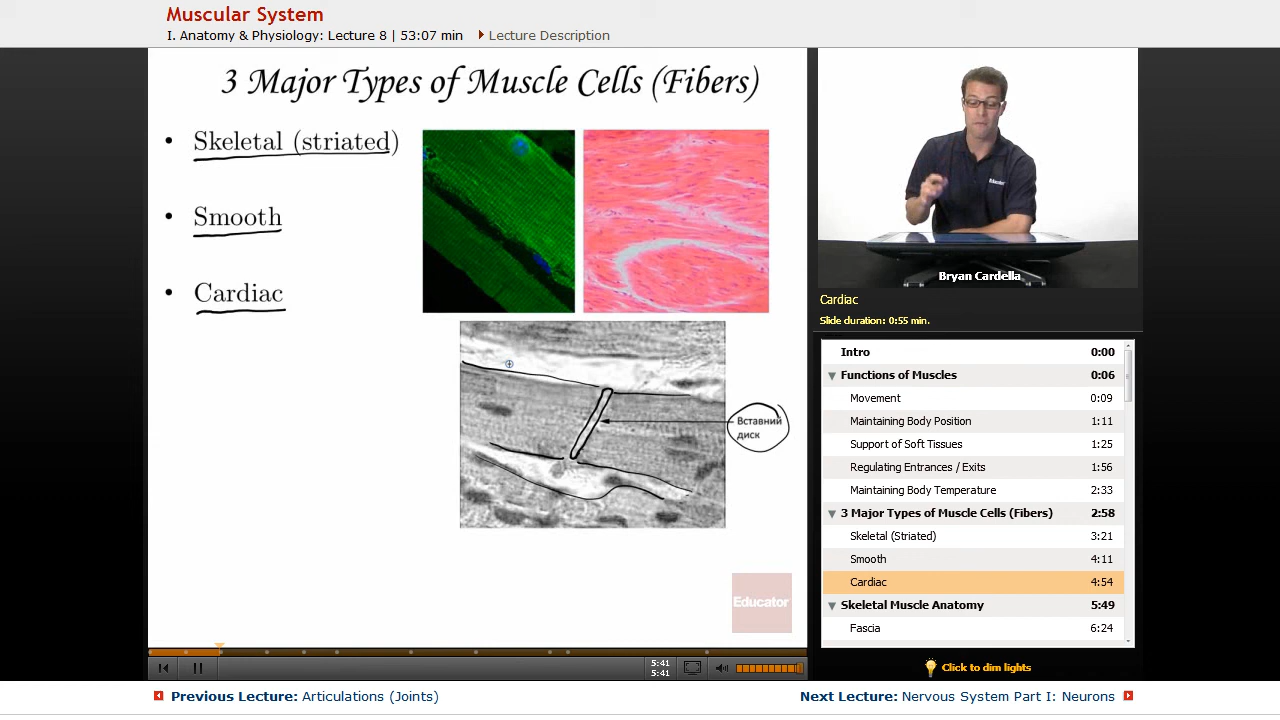 Muscular System
I. Anatomy & Physiology: Lecture 8 | 53:07 min
Lecture Description
3 Major Types of Muscle Cells (Fibers)
• Skeletal (striated)
• Smooth
• Cardiac
Вставний
диск
Educator
Educator
Bryan Cardella
Cardiac
Slide duration: 0:55 min.
Intro 0:00
Functions of Muscles 0:06
Movement 0:09
Maintaining Body Position 1:11
Support of Soft Tissues 1:25
Regulating Entrances / Exits 1:56
Maintaining Body Temperature 2:33
3 Major Types of Muscle Cells (Fibers) 2:58
Skeletal (Striated) 3:21
Smooth 4:11
Cardiac 4:54
Skeletal Muscle Anatomy 5:49
Fascia 6:24
5:41
5:41
Click to dim lights
Previous Lecture: Articulations (Joints)
Next Lecture: Nervous System Part I: Neurons